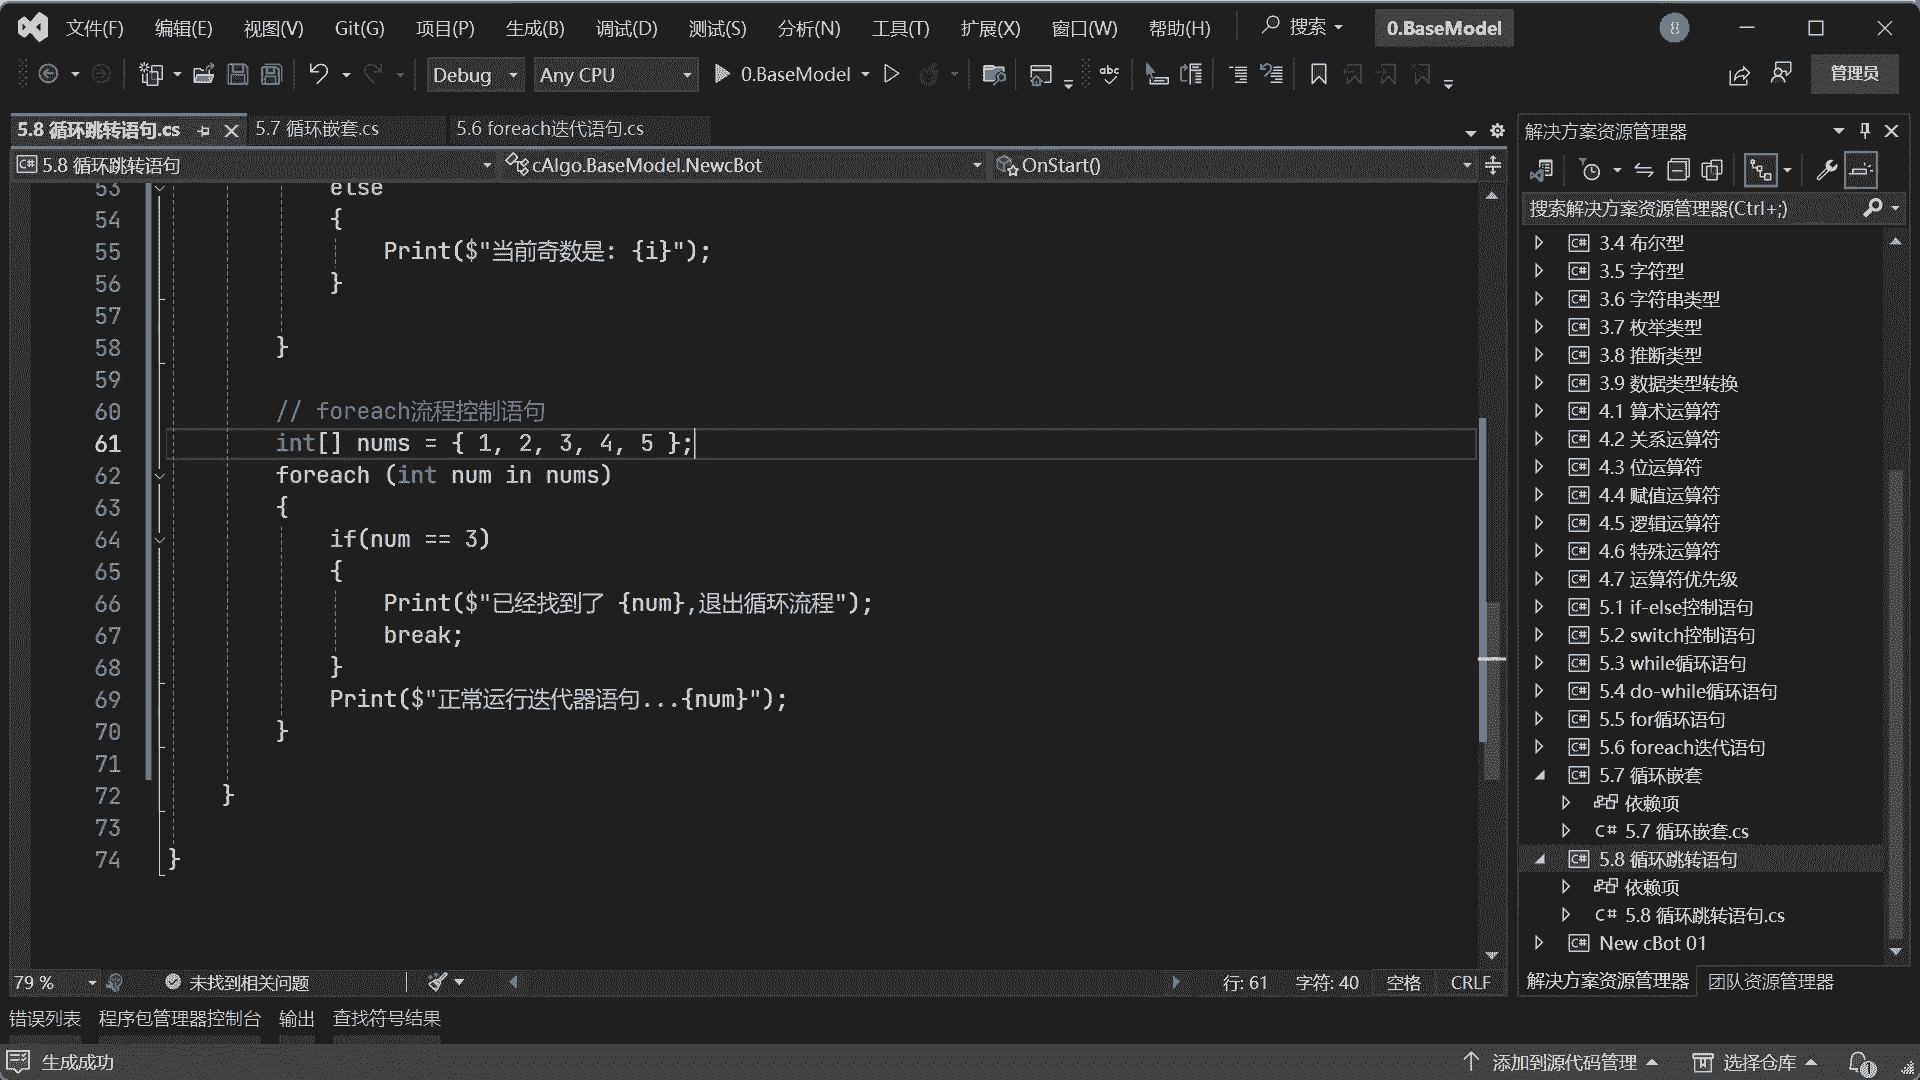 文件(F) 编辑(E) 视图(V) Git(G) 项目(P) 生成(B) 调试(D) 测试(S) 分析(N) 工具(T) 扩展(X) 窗口(W) 帮助(H) 搜索 0.BaseModel
Debug Any CPU 0.BaseModel abc 管理员
5.8 循环跳转语句.cs 5.7 循环嵌套.cs 5.6 foreach迭代语句.cs
C# 5.8 循环跳转语句 cAlgo.BaseModel.NewcBot OnStart()
53 else
54 {
55 Print($"当前奇数是: {i}");
56 }
57
58 }
59
60 // foreach流程控制语句
61 int[] nums = { 1, 2, 3, 4, 5 };
62 foreach (int num in nums)
63 {
64 if(num == 3)
65 {
66 Print($"已经找到了 {num},退出循环流程");
67 break;
68 }
69 Print($"正常运行迭代器语句...{num}");
70 }
71
72 }
73
74 }
79 % 未找到相关问题 行: 61 字符: 40 空格 CRLF
错误列表 程序包管理器控制台 输出 查找符号结果
生成成功 添加到源代码管理 选择仓库 1
解决方案资源管理器
搜索解决方案资源管理器(Ctrl+;)
C# 3.4 布尔型
C# 3.5 字符型
C# 3.6 字符串类型
C# 3.7 枚举类型
C# 3.8 推断类型
C# 3.9 数据类型转换
C# 4.1 算术运算符
C# 4.2 关系运算符
C# 4.3 位运算符
C# 4.4 赋值运算符
C# 4.5 逻辑运算符
C# 4.6 特殊运算符
C# 4.7 运算符优先级
C# 5.1 if-else控制语句
C# 5.2 switch控制语句
C# 5.3 while循环语句
C# 5.4 do-while循环语句
C# 5.5 for循环语句
C# 5.6 foreach迭代语句
C# 5.7 循环嵌套
依赖项
C# 5.7 循环嵌套.cs
C# 5.8 循环跳转语句
依赖项
C# 5.8 循环跳转语句.cs
C# New cBot 01
解决方案资源管理器 团队资源管理器